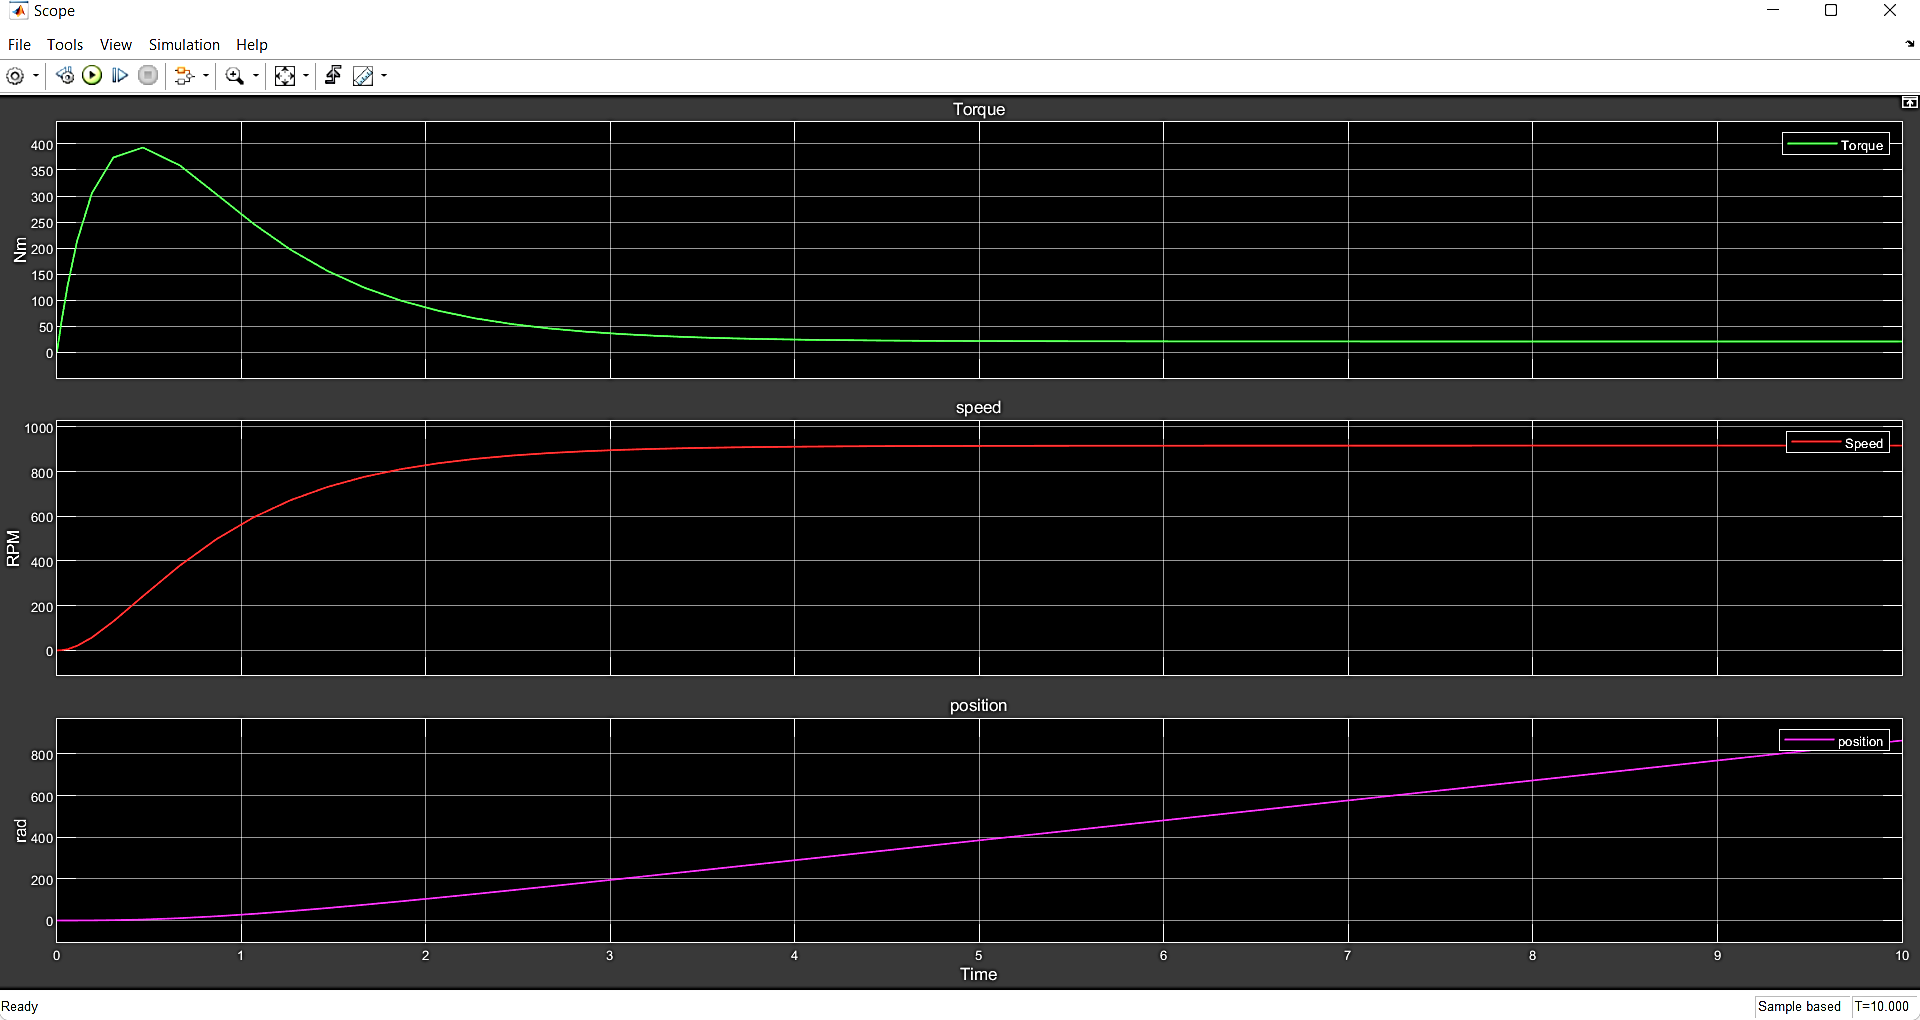 Scope
File Tools View Simulation Help
Torque
Torque
Nm
400
350
300
250
200
150
100
50
0
speed
Speed
RPM
1000
800
600
400
200
0
position
position
rad
800
600
400
200
0
0 1 2 3 4 5 6 7 8 9 10
Time
Ready
Sample based T=10.000